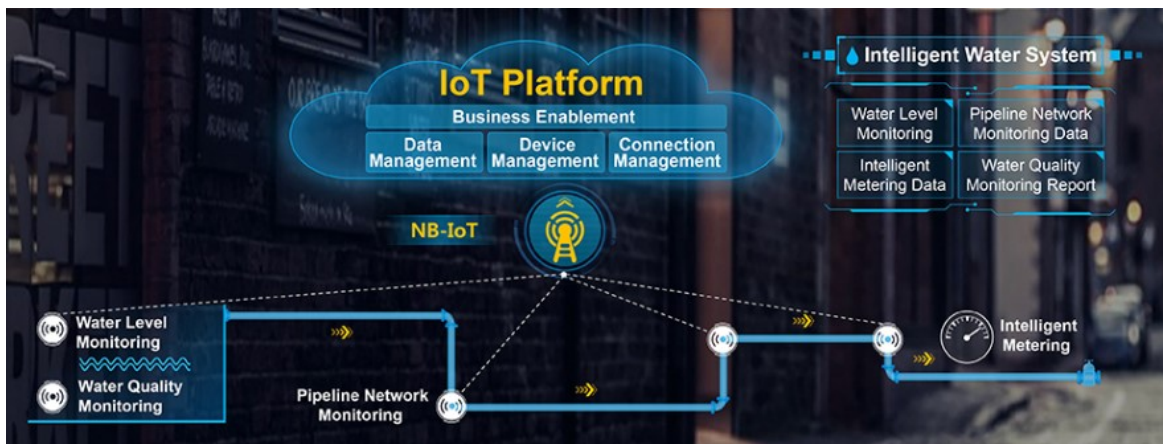 IoT Platform
Business Enablement
Data
Management
Device
Management
Connection
Management
Intelligent Water System
Water Level
Monitoring
Pipeline Network
Monitoring Data
Intelligent
Metering Data
Water Quality
Monitoring Report
NB-IoT
Water Level
Monitoring
Water Quality
Monitoring
Pipeline Network
Monitoring
Intelligent
Metering